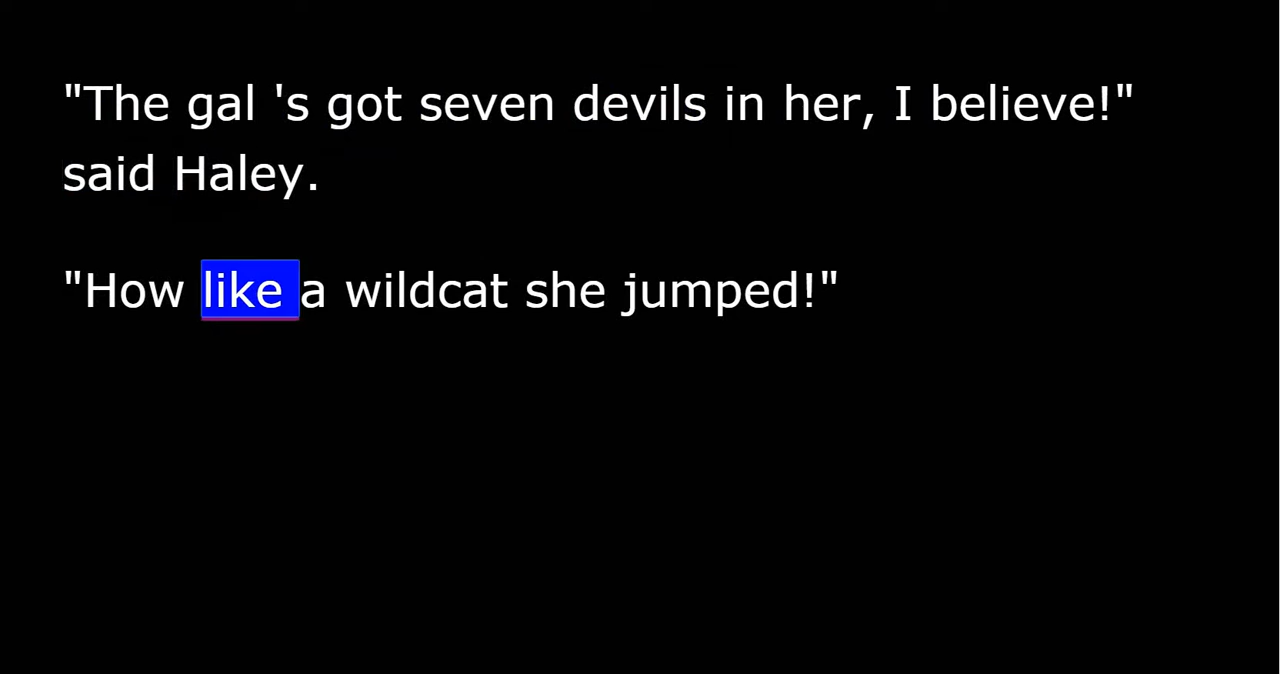 "The gal 's got seven devils in her, I believe!"
said Haley.
"How like a wildcat she jumped!"